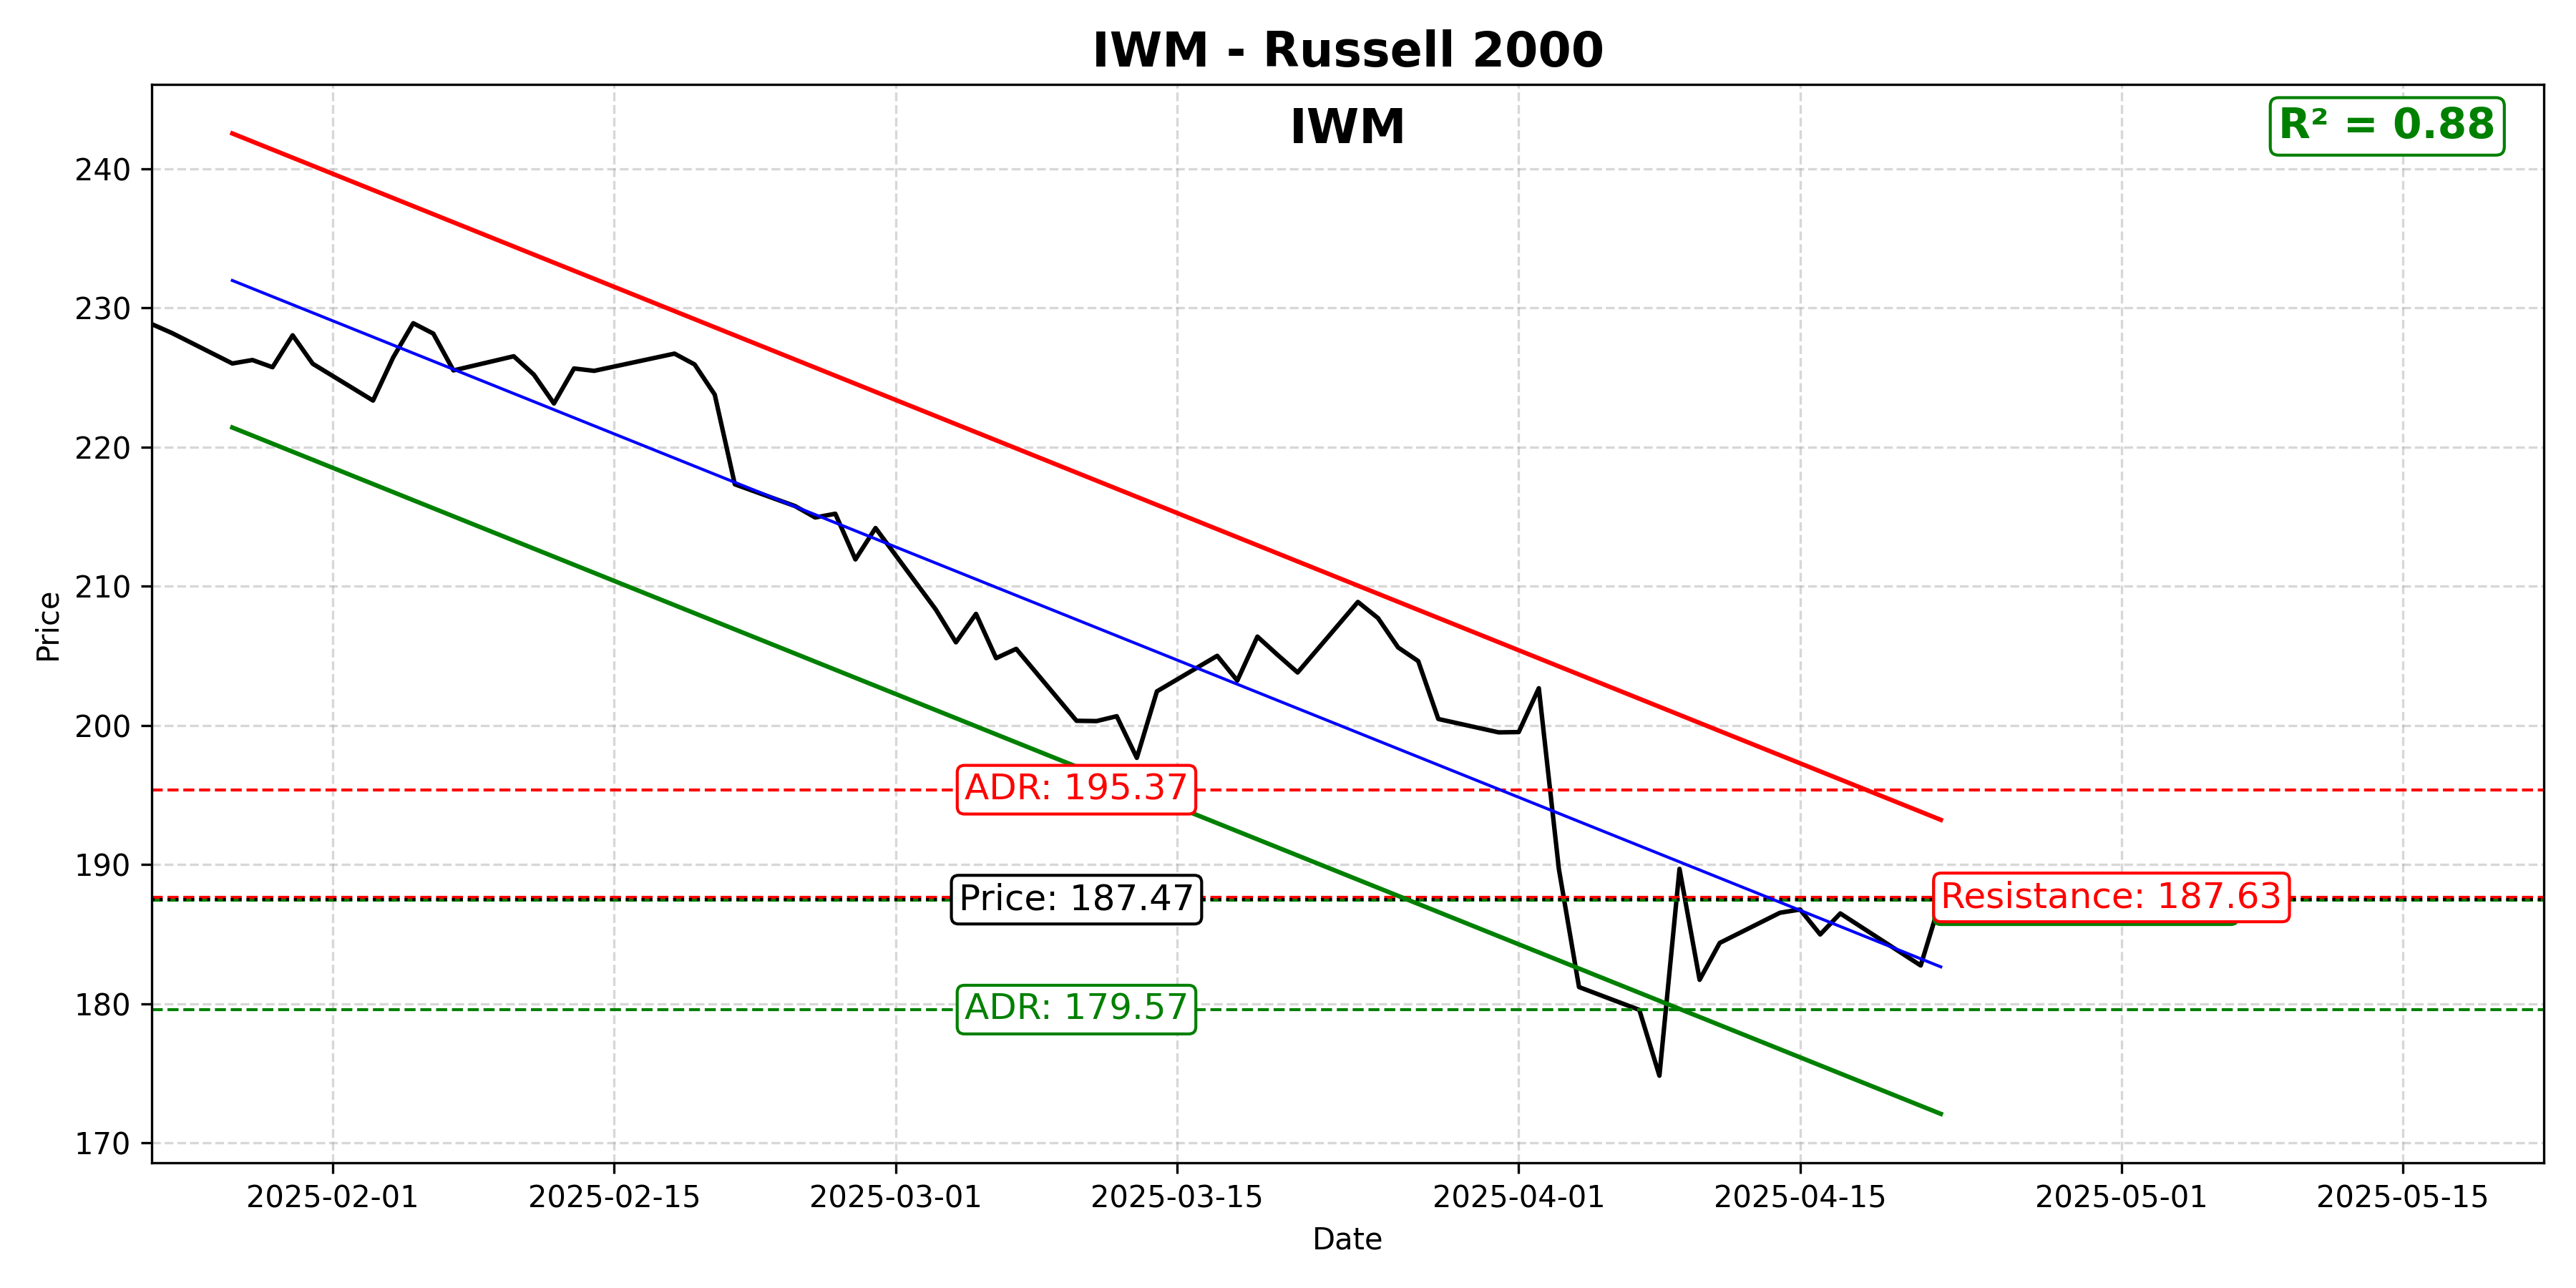 IWM - Russell 2000
IWM
R² = 0.88
240
230
220
210
200
190
180
170
Price
ADR: 195.37
Price: 187.47
Resistance: 187.63
ADR: 179.57
2025-02-01
2025-02-15
2025-03-01
2025-03-15
2025-04-01
2025-04-15
2025-05-01
2025-05-15
Date